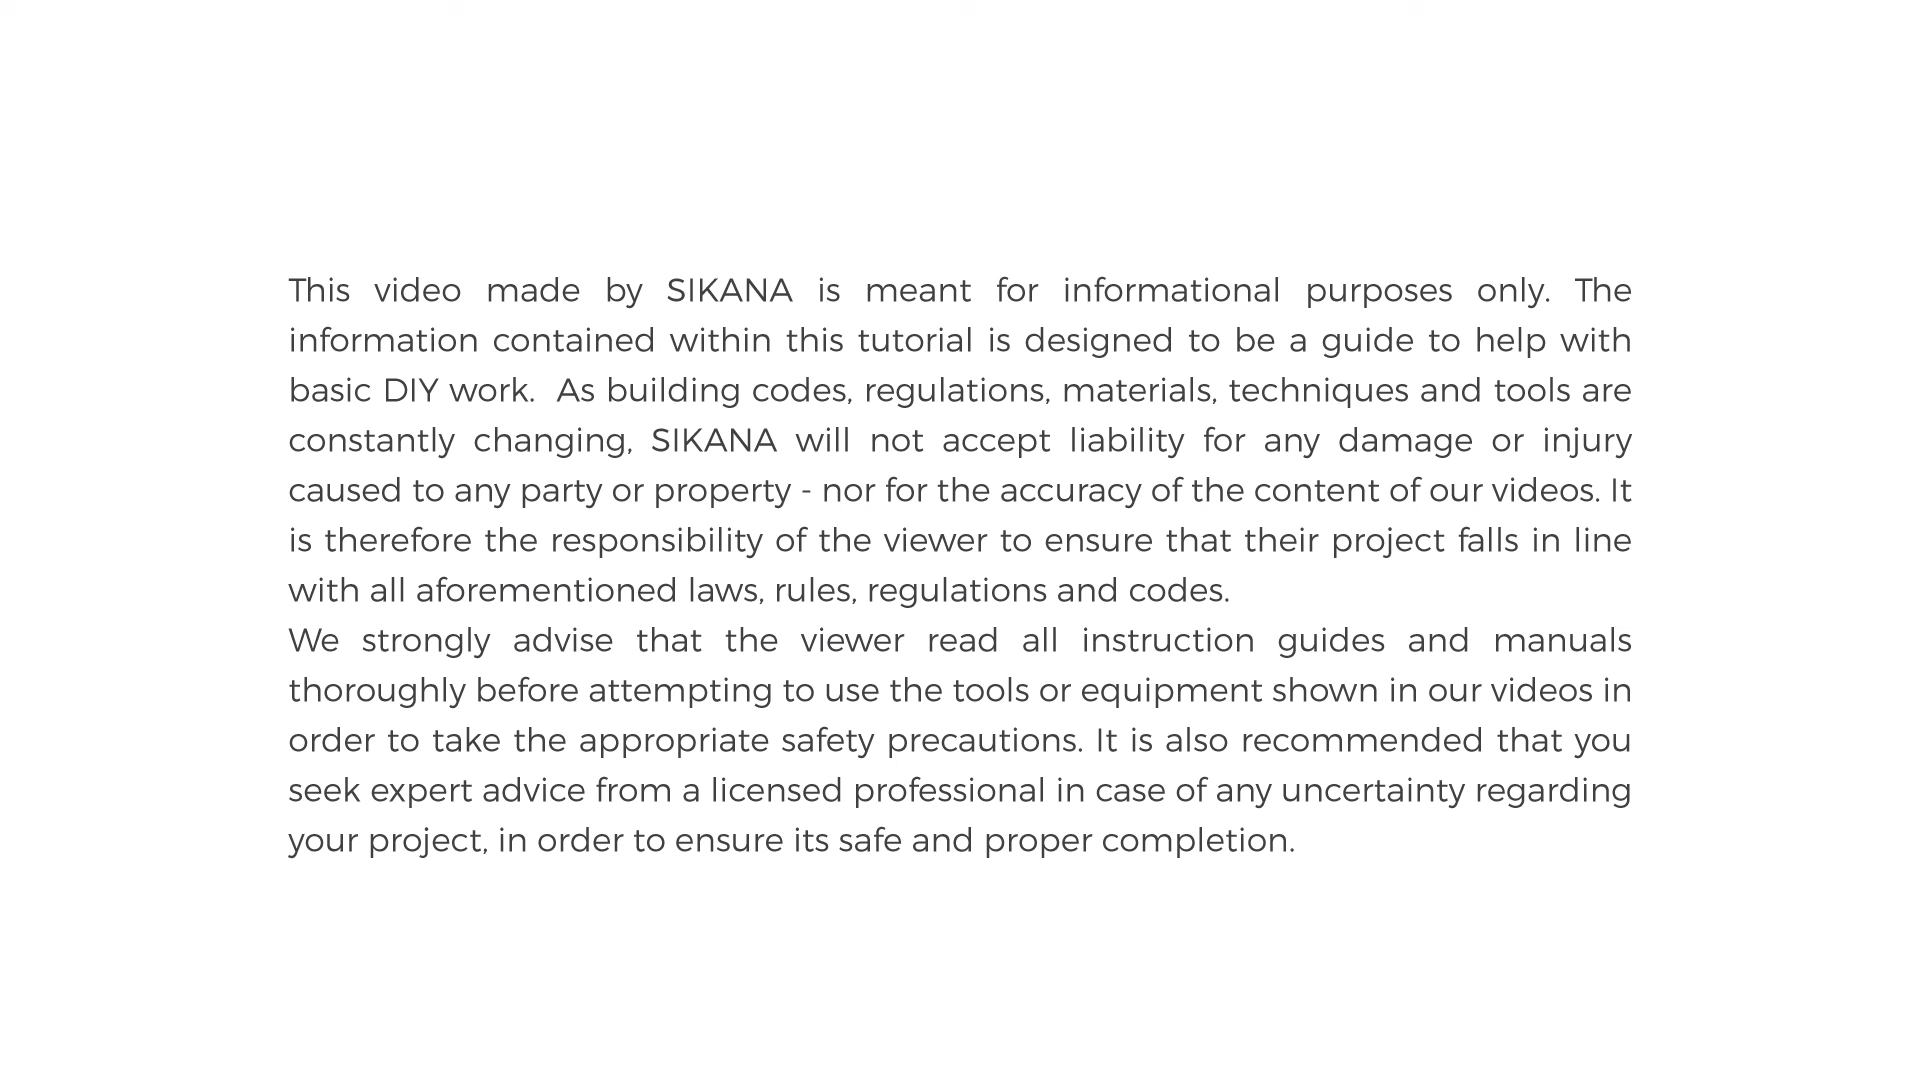 This video made by SIKANA is meant for informational purposes only. The
information contained within this tutorial is designed to be a guide to help with
basic DIY work.  As building codes, regulations, materials, techniques and tools are
constantly changing, SIKANA will not accept liability for any damage or injury
caused to any party or property - nor for the accuracy of the content of our videos. It
is therefore the responsibility of the viewer to ensure that their project falls in line
with all aforementioned laws, rules, regulations and codes.
We strongly advise that the viewer read all instruction guides and manuals
thoroughly before attempting to use the tools or equipment shown in our videos in
order to take the appropriate safety precautions. It is also recommended that you
seek expert advice from a licensed professional in case of any uncertainty regarding
your project, in order to ensure its safe and proper completion.